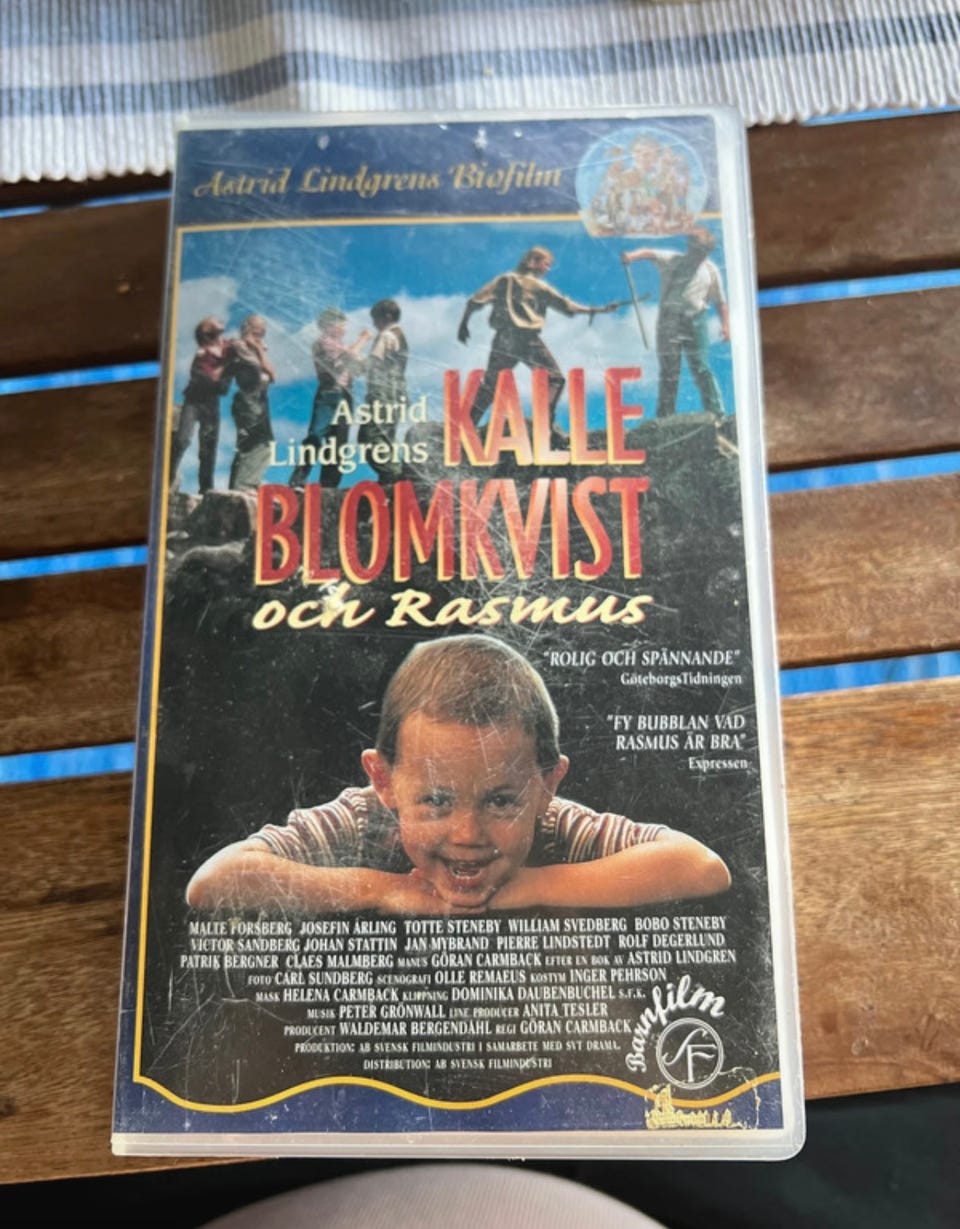 Astrid Lindgrens Biofilm
Astrid
Lindgrens
KALLE
BLOMKVIST
och Rasmus
"ROLIG OCH SPÄNNANDE"
GöteborgsTidningen
"FY BUBBLAN VAD
RASMUS ÄR BRA"
Expressen
MALTE FORSBERG JOSEFIN ÅRLING TOTTE STENEBY WILLIAM SVEDBERG BOBO STENEBY
VICTOR SANDBERG JOHAN STATTIN JAN MYBRAND PIERRE LINDSTEDT ROLF DEGERLUND
PATRIK BERGNER CLAES MALMBERG MANUS GÖRAN CARMBACK EFTER EN BOK AV ASTRID LINDGREN
FOTO CARL SUNDBERG SCENOGRAFI OLLE REMAEUS KOSTYM INGER PEHRSON
MASK HELENA CARMBACK KLIPPNING DOMINIKA DAUBENBUCHEL S.F.K.
MUSIK PETER GRÖNWALL LINE PRODUCER ANITA TESLER
PRODUCENT WALDEMAR BERGENDAHL REGI GÖRAN CARMBACK
PRODUKTION: AB SVENSK FILMINDUSTRI I SAMARBETE MED SVT DRAMA.
DISTRIBUTION: AB SVENSK FILMINDUSTRI
Barnfilm
SF